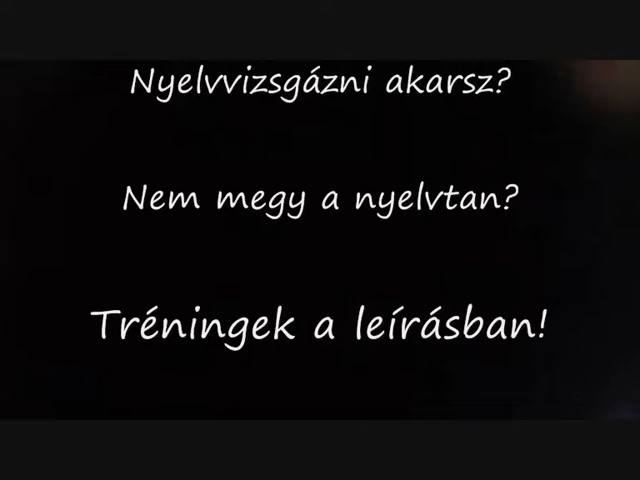 Nyelvvizsgázni akarsz?
Nem megy a nyelvtan?
Tréningek a leírásban!